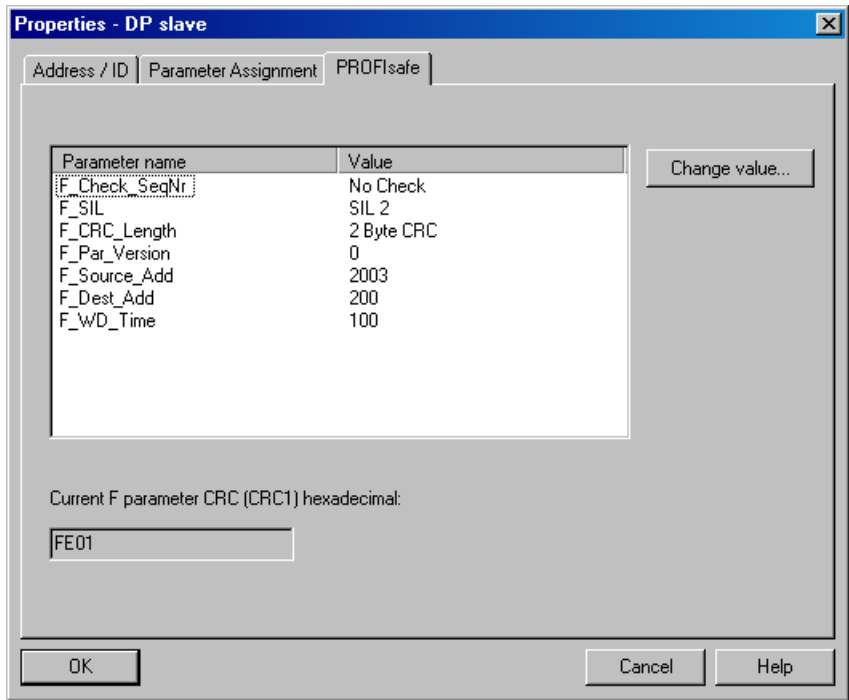 Properties - DP slave
Address / ID Parameter Assignment PROFIsafe
Parameter name Value
Change value...
F_Check_SeqNr No Check
F_SIL SIL 2
F_CRC_Length 2 Byte CRC
F_Par_Version 0
F_Source_Add 2003
F_Dest_Add 200
F_WD_Time 100
Current F parameter CRC (CRC1) hexadecimal:
FE01
OK Cancel Help